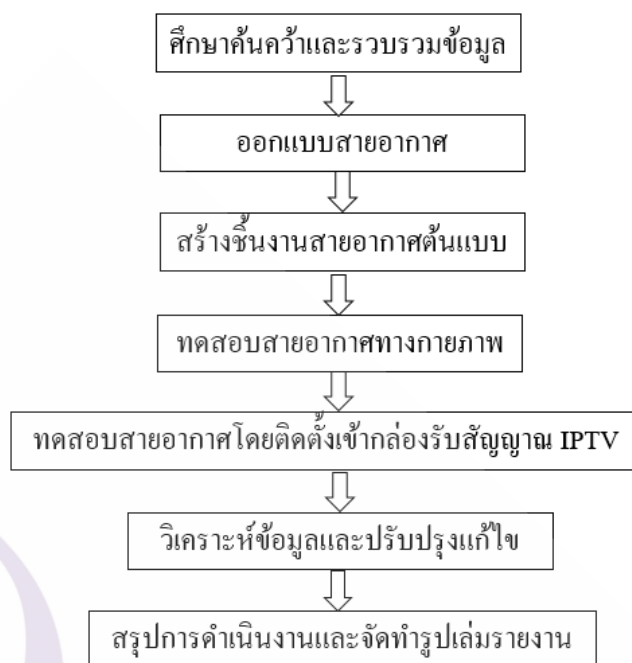 ศึกษาค้นคว้าและรวบรวมข้อมูล
ออกแบบสายอากาศ
สร้างชิ้นงานสายอากาศต้นแบบ
ทดสอบสายอากาศทางกายภาพ
ทดสอบสายอากาศโดยติดตั้งเข้ากล่องรับสัญญาณ IPTV
วิเคราะห์ข้อมูลและปรับปรุงแก้ไข
สรุปการดำเนินงานและจัดทำรูปเล่มรายงาน